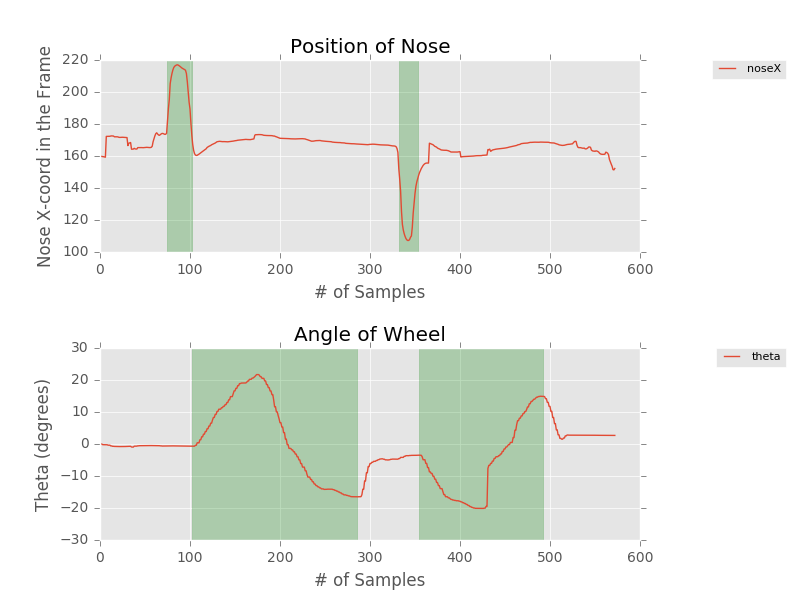 Position of Nose
noseX
Nose X-coord in the Frame
220
200
180
160
140
120
100
0 100 200 300 400 500 600
# of Samples
Angle of Wheel
theta
Theta (degrees)
30
20
10
0
−10
−20
−30
0 100 200 300 400 500 600
# of Samples